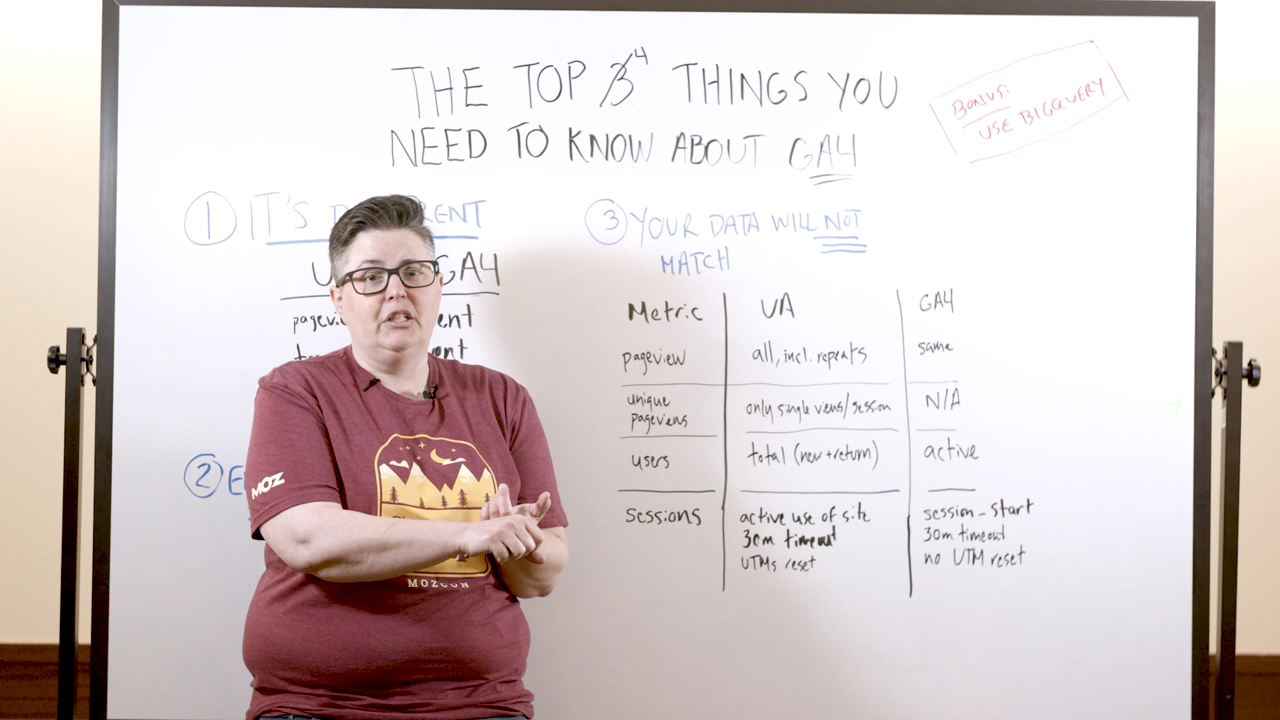 THE TOP 3 4 THINGS YOU
NEED TO KNOW ABOUT GA4
BONUS:
USE BIGQUERY
1 IT'S
GA4
2
3 YOUR DATA WILL NOT
MATCH
Metric UA GA4
pageview all, incl. repeats same
unique pageviews only single views/session N/A
users total (new + return) active
sessions active use of site session_start
30m timeout 30m timeout
UTMs reset no UTM reset
MOZ
MOZCON